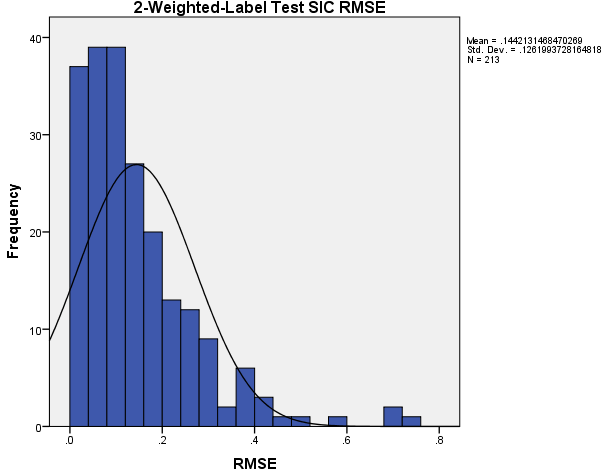 2-Weighted-Label Test SIC RMSE
Mean = .1442131468470269
Std. Dev. = .1261993728164818
N = 213
Frequency
40
30
20
10
0
.0 .2 .4 .6 .8
RMSE